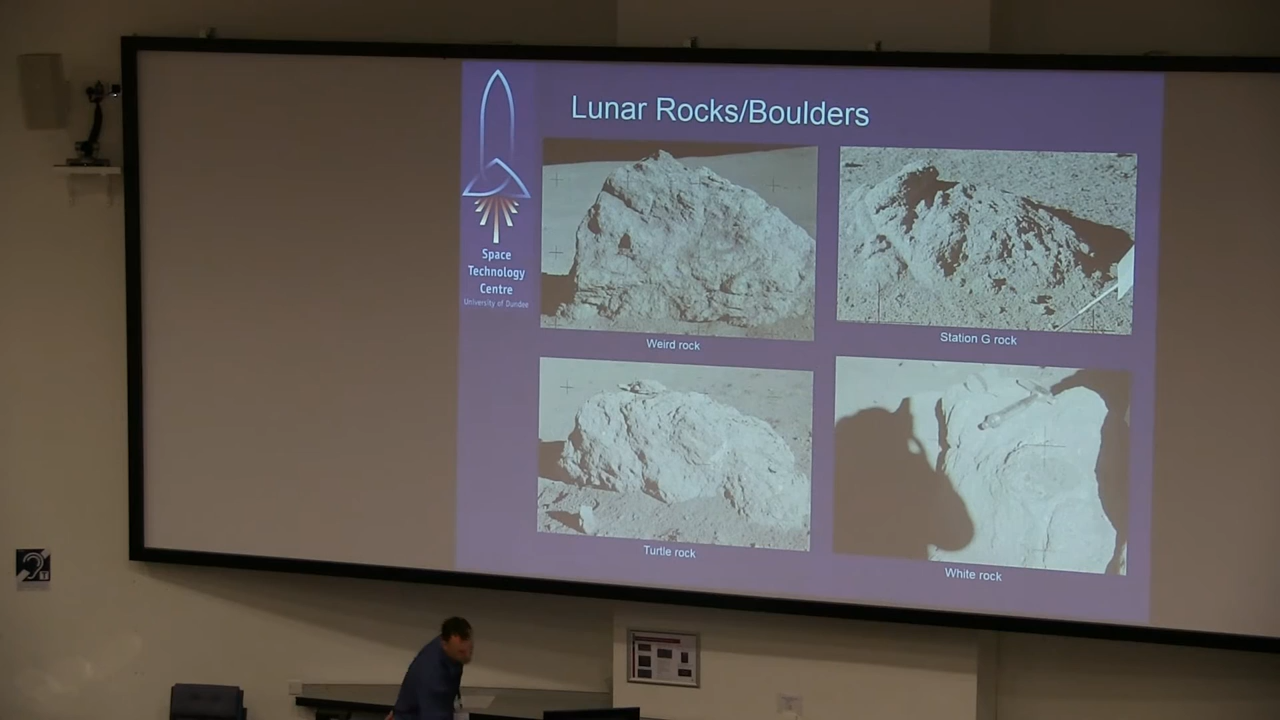 Lunar Rocks/Boulders
Space
Technology
Centre
University of Dundee
Weird rock
Station G rock
Turtle rock
White rock
T